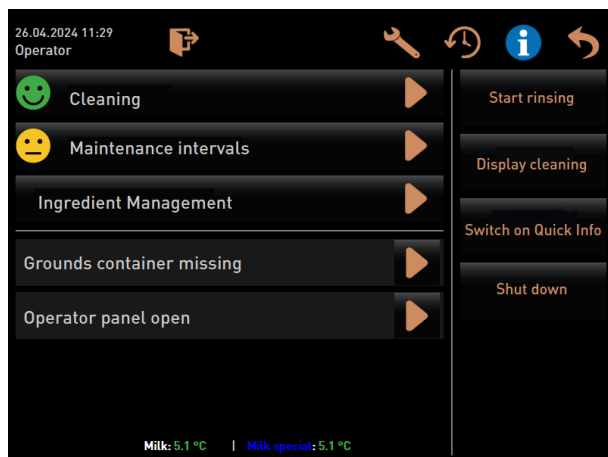 26.04.2024 11:29
Operator
i
Cleaning
Maintenance intervals
Ingredient Management
Grounds container missing
Operator panel open
Start rinsing
Display cleaning
Switch on Quick Info
Shut down
Milk: 5.1 °C | Milk special: 5.1 °C